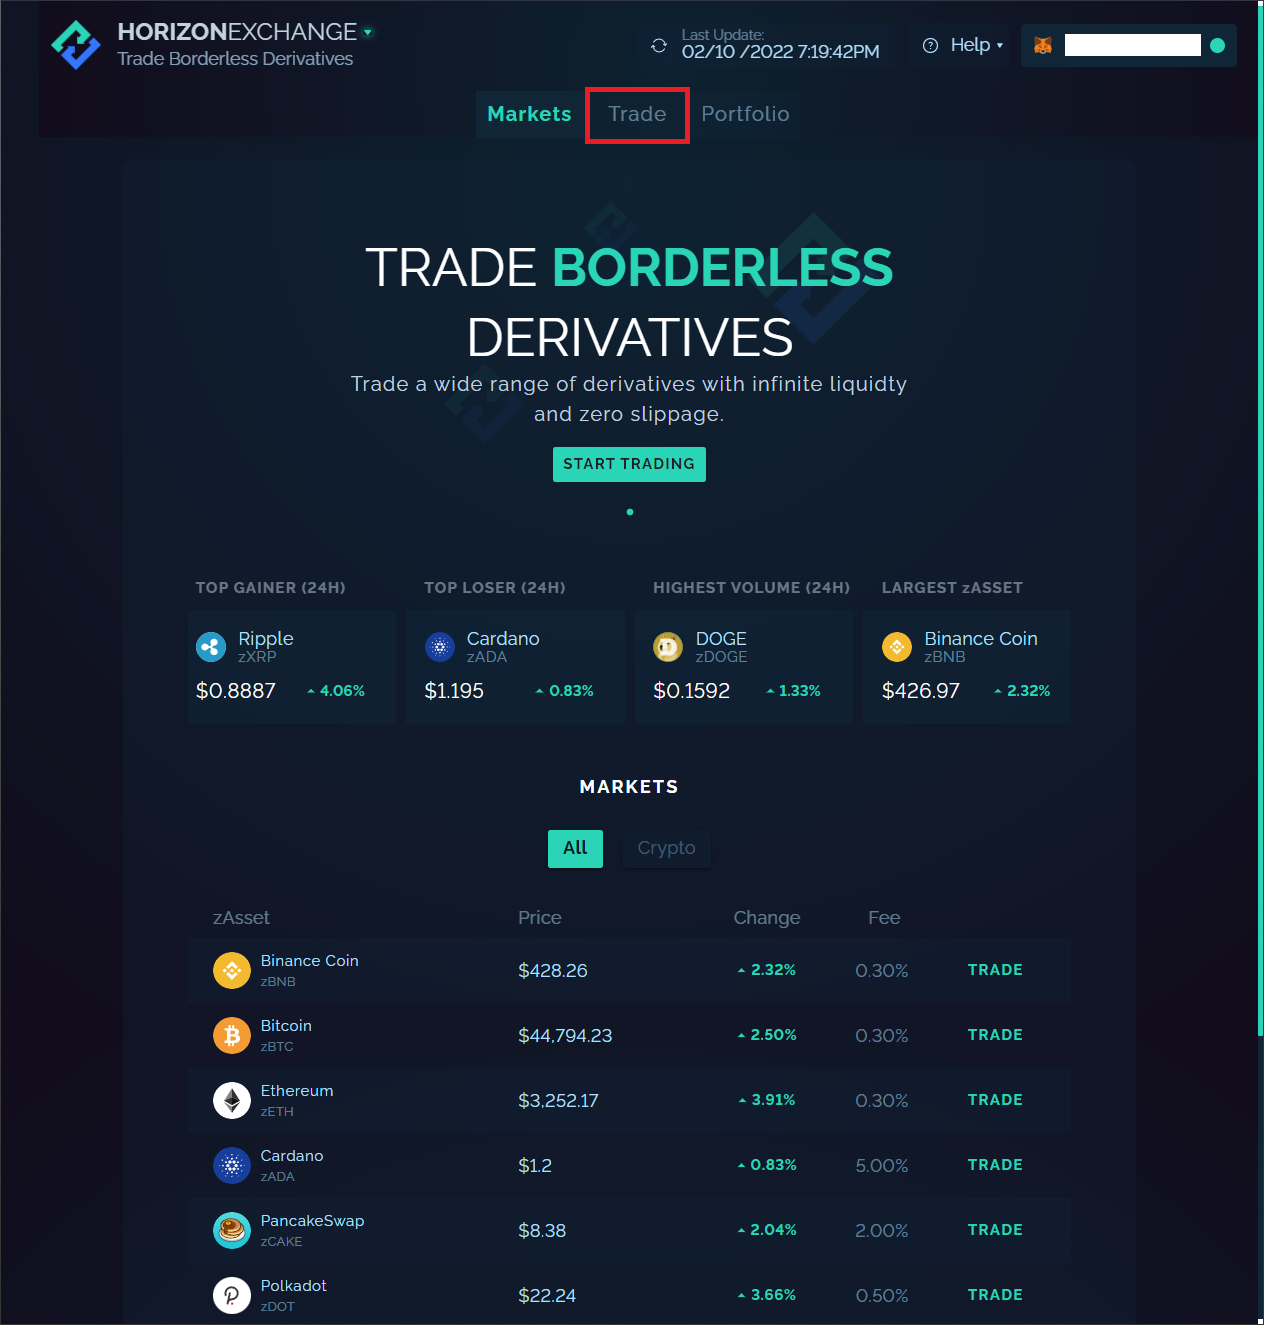 HORIZONEXCHANGE
Trade Borderless Derivatives
Last Update:
02/10 /2022 7:19:42PM
Help
Markets Trade Portfolio
TRADE BORDERLESS
DERIVATIVES
Trade a wide range of derivatives with infinite liquidty
and zero slippage.
START TRADING
TOP GAINER (24H) TOP LOSER (24H) HIGHEST VOLUME (24H) LARGEST zASSET
Ripple Cardano DOGE Binance Coin
zXRP zADA zDOGE zBNB
$0.8887 4.06% $1.195 0.83% $0.1592 1.33% $426.97 2.32%
MARKETS
All Crypto
zAsset Price Change Fee
Binance Coin
zBNB
$428.26 2.32% 0.30% TRADE
Bitcoin
zBTC
$44,794.23 2.50% 0.30% TRADE
Ethereum
zETH
$3,252.17 3.91% 0.30% TRADE
Cardano
zADA
$1.2 0.83% 5.00% TRADE
PancakeSwap
zCAKE
$8.38 2.04% 2.00% TRADE
Polkadot
zDOT
$22.24 3.66% 0.50% TRADE